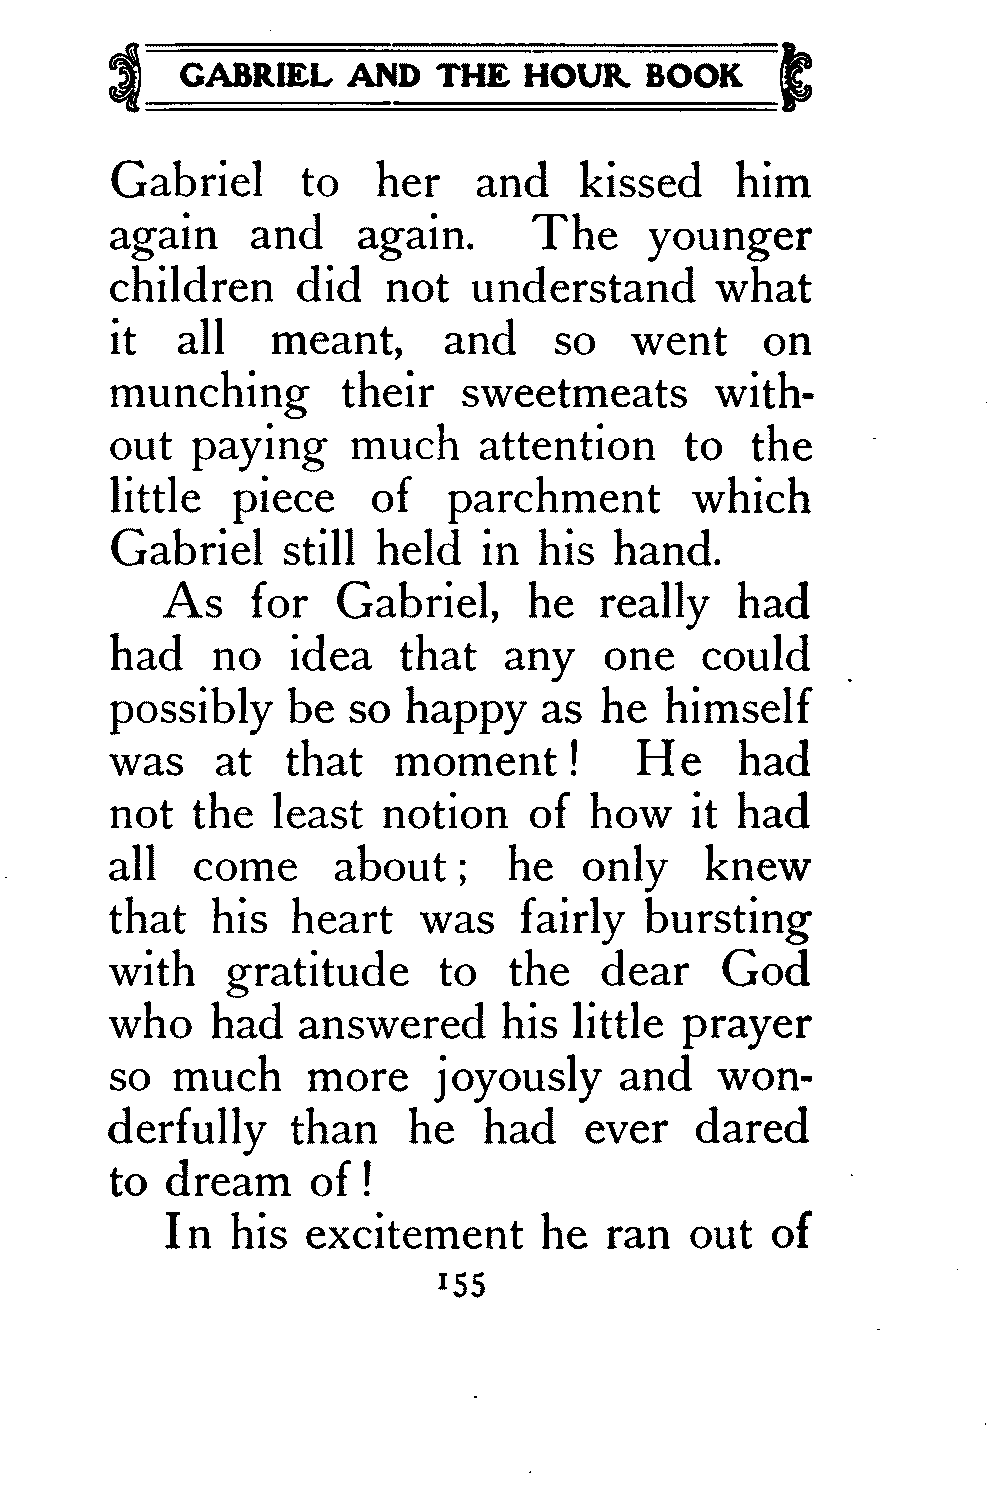 GABRIEL AND THE HOUR BOOK
Gabriel to her and kissed him
again and again. The younger
children did not understand what
it all meant, and so went on
munching their sweetmeats with-
out paying much attention to the
little piece of parchment which
Gabriel still held in his hand.
As for Gabriel, he really had
had no idea that any one could
possibly be so happy as he himself
was at that moment! He had
not the least notion of how it had
all come about; he only knew
that his heart was fairly bursting
with gratitude to the dear God
who had answered his little prayer
so much more joyously and won-
derfully than he had ever dared
to dream of!
In his excitement he ran out of
155